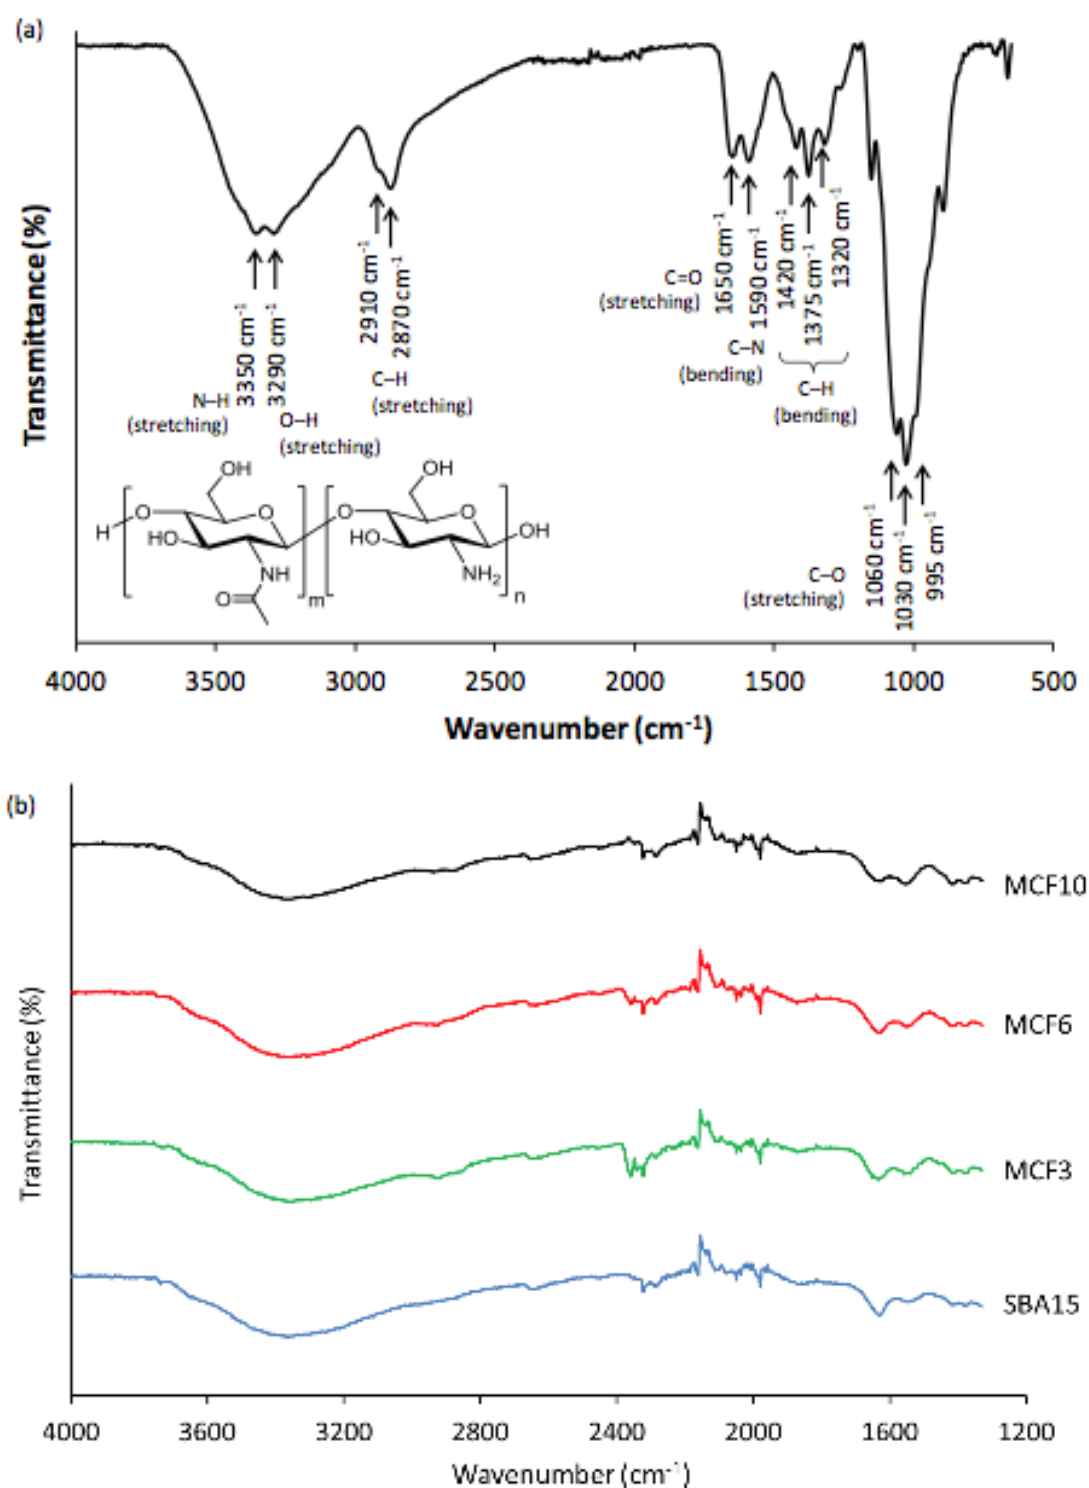 (a)
Transmittance (%)
3350 cm⁻¹
3290 cm⁻¹
2910 cm⁻¹
2870 cm⁻¹
1650 cm⁻¹
1590 cm⁻¹
1420 cm⁻¹
1375 cm⁻¹
1320 cm⁻¹
N–H
(stretching)
O–H
(stretching)
C–H
(stretching)
C=O
(stretching)
C–N
(bending)
C–H
(bending)
C–O
(stretching)
1060 cm⁻¹
1030 cm⁻¹
995 cm⁻¹
OH
OH
H
O
O
O
O
OH
HO
HO
NH
NH₂
O
m
n
4000 3500 3000 2500 2000 1500 1000 500
Wavenumber (cm⁻¹)
(b)
Transmittance (%)
MCF10
MCF6
MCF3
SBA15
4000 3600 3200 2800 2400 2000 1600 1200
Wavenumber (cm⁻¹)